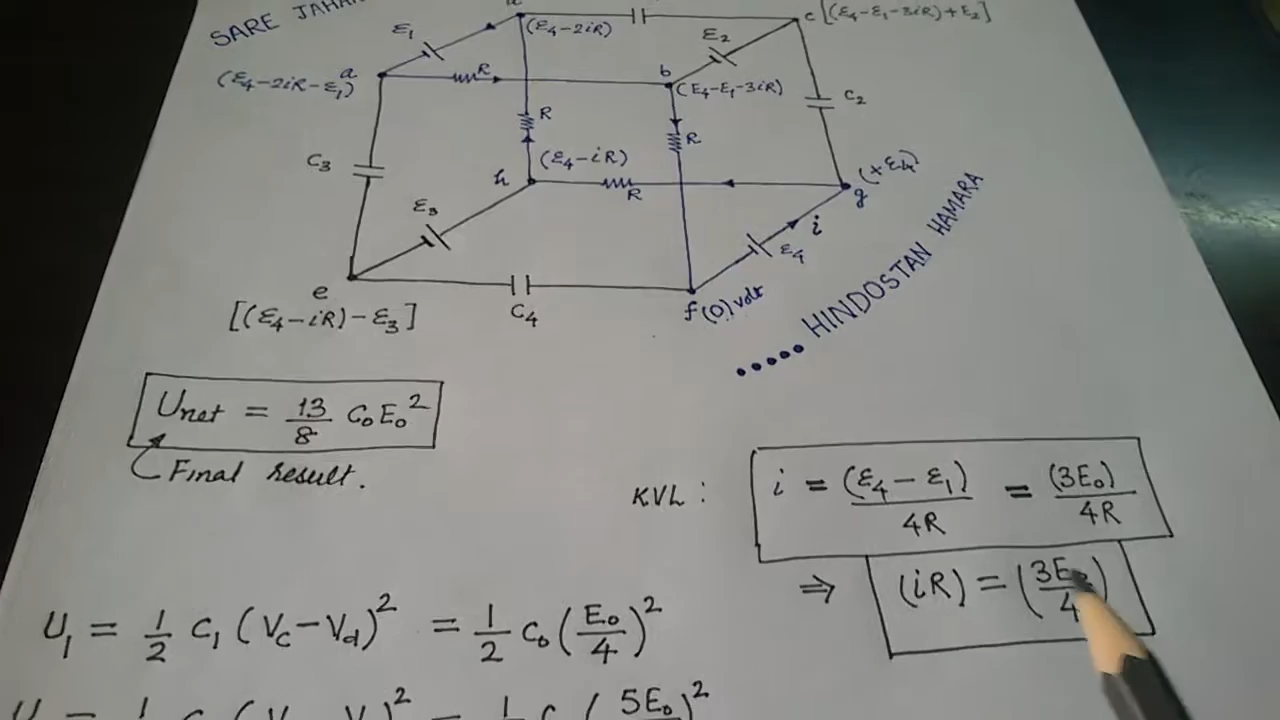 SARE JAHAN
ε₁
(ε₄-2iR)
c [(ε₄-ε₁-3iR)+ε₂]
ε₂
(ε₄-2iR-ε₁)
a
R
b
(ε₄-ε₁-3iR)
C₂
R
R
C₃
h
(ε₄-iR)
R
g
(+ε₄)
ε₃
i
ε₄
e
C₄
f(0)volt
[(ε₄-iR)-ε₃]
..... HINDOSTAN HAMARA
Unet = 13/8 C₀E₀²
Final result.
KVL : i = (ε₄-ε₁)/4R = (3E₀)/4R
⇒ (iR) = (3E₀/4)
U₁ = 1/2 C₁ (Vc-Vd)² = 1/2 C₀ (E₀/4)²
5E₀